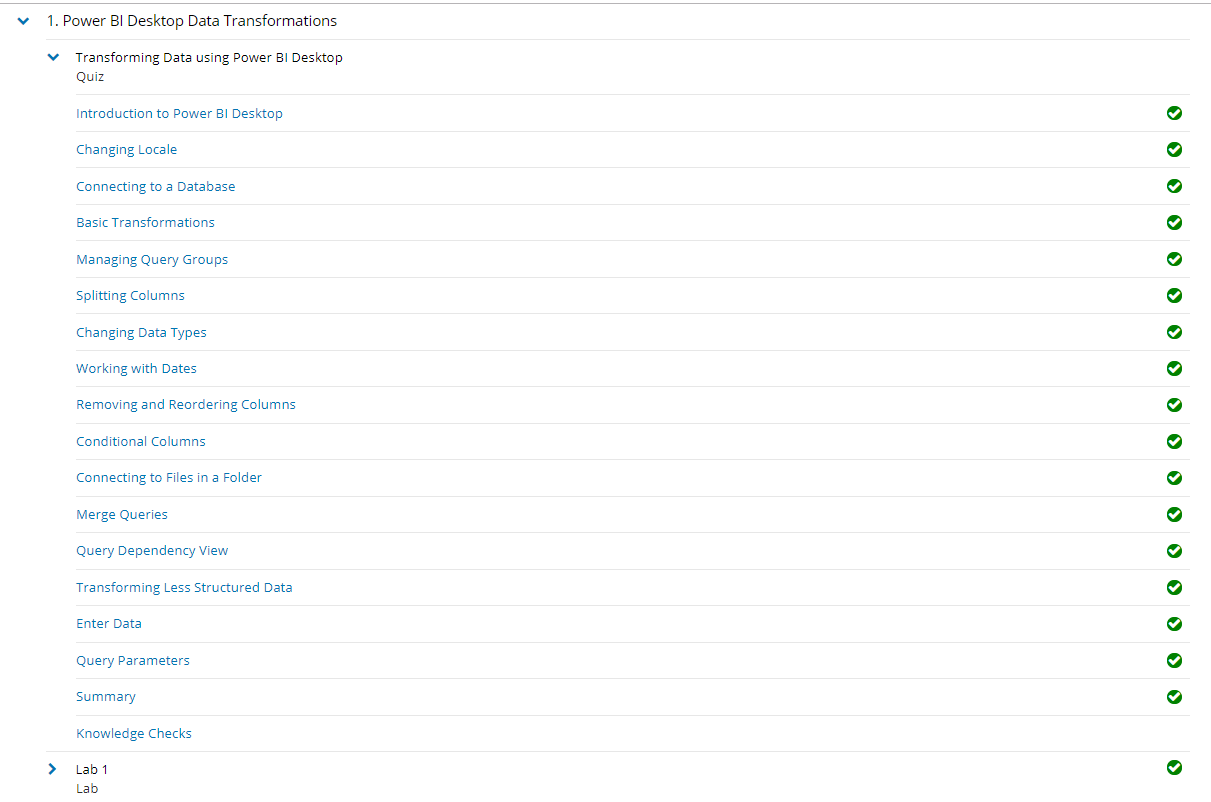 1. Power BI Desktop Data Transformations
Transforming Data using Power BI Desktop
Quiz
Introduction to Power BI Desktop
Changing Locale
Connecting to a Database
Basic Transformations
Managing Query Groups
Splitting Columns
Changing Data Types
Working with Dates
Removing and Reordering Columns
Conditional Columns
Connecting to Files in a Folder
Merge Queries
Query Dependency View
Transforming Less Structured Data
Enter Data
Query Parameters
Summary
Knowledge Checks
Lab 1
Lab